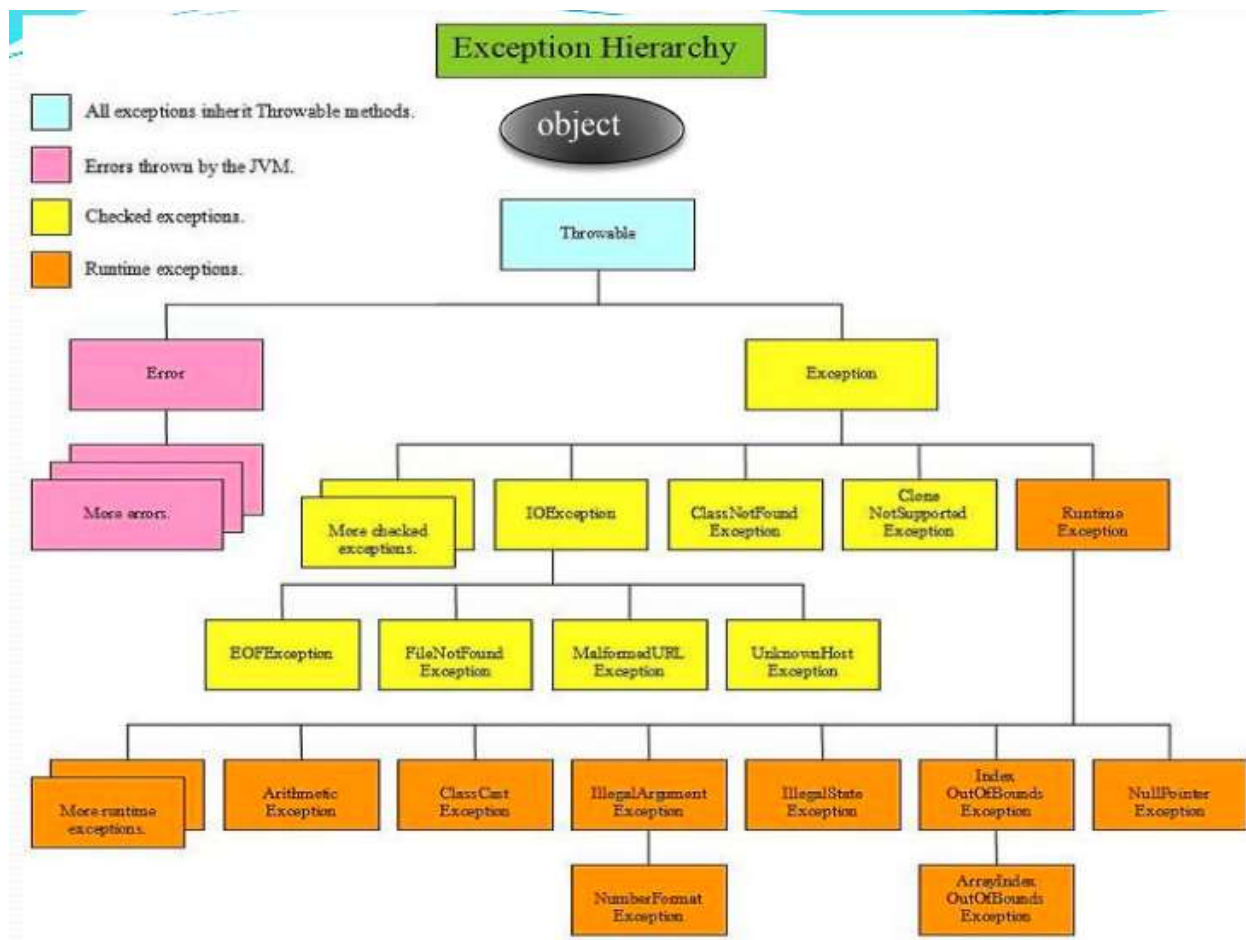 Exception Hierarchy
All exceptions inherit Throwable methods.
object
Errors thrown by the JVM.
Checked exceptions.
Runtime exceptions.
Throwable
Error
Exception
More errors.
More checked
exceptions.
IOException
ClassNotFound
Exception
Clone
NotSupported
Exception
Runtime
Exception
EOFException
FileNotFound
Exception
MalformedURL
Exception
UnknownHost
Exception
More runtime
exceptions.
Arithmetic
Exception
ClassCast
Exception
IllegalArgument
Exception
IllegalState
Exception
Index
OutOfBounds
Exception
NullPointer
Exception
NumberFormat
Exception
ArrayIndex
OutOfBounds
Exception